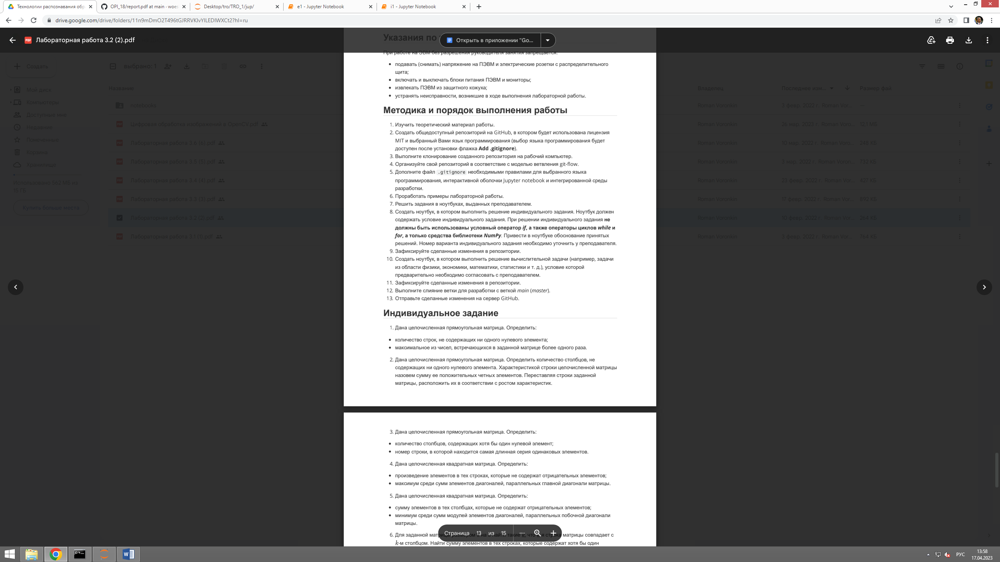 Технологии распознавания обр
OPI_18/report.pdf at main · woes
Desktop/tro/TRO_1/jup/
e1 - Jupyter Notebook
i1 - Jupyter Notebook
drive.google.com/drive/folders/11n9mDmO2T496tGJRRVKIvYlLEDIWXCt2?hl=ru
Лабораторная работа 3.2 (2).pdf
Открыть в приложении "Go...
Создать
выбрано: 1
Мой диск
Компьютеры
Доступные мне
Недавние
Помеченные
Корзина
Хранилище
Использовано 562 МБ из
15 ГБ
Купить больше места
Название
Владелец
Последнее изм...
Размер фай
notebooks
Roman Voronkin
3 февр. 2022 г. Roman Vor...
—
Цифровая обработка изображений в OpenCV.pdf
Roman Voronkin
26 мар. 2023 г. Roman Voro...
12,1 МБ
Лабораторная работа 3.6 (6).pdf
Roman Voronkin
10 мар. 2022 г. Roman Voro...
248 КБ
Лабораторная работа 3.5 (5).pdf
Roman Voronkin
3 мар. 2022 г. Roman Voron...
732 КБ
Лабораторная работа 3.4 (4).pdf
Roman Voronkin
23 февр. 2022 г. Roman Vor...
427 КБ
Лабораторная работа 3.3 (3).pdf
Roman Voronkin
17 февр. 2022 г. Roman Vor...
892 КБ
Лабораторная работа 3.2 (2).pdf
Roman Voronkin
10 февр. 2022 г. Roman Vor...
264 КБ
Лабораторная работа 3.1 (1).pdf
Roman Voronkin
3 февр. 2022 г. Roman Vor...
764 КБ
Указания по
При работе на ЭВМ без разрешения руководителя занятия запрещается:
• подавать (снимать) напряжение на ПЭВМ и электрические розетки с распределительного
щита;
• включать и выключать блоки питания ПЭВМ и мониторы;
• извлекать ПЭВМ из защитного кожуха;
• устранять неисправности, возникшие в ходе выполнения лабораторной работы.
Методика и порядок выполнения работы
1. Изучить теоретический материал работы.
2. Создать общедоступный репозиторий на GitHub, в котором будет использована лицензия
MIT и выбранный Вами язык программирования (выбор языка программирования будет
доступен после установки флажка Add .gitignore).
3. Выполните клонирование созданного репозитория на рабочий компьютер.
4. Организуйте свой репозиторий в соответствие с моделью ветвления git-flow.
5. Дополните файл .gitignore необходимыми правилами для выбранного языка
программирования, интерактивной оболочки Jupyter notebook и интегрированной среды
разработки.
6. Проработать примеры лабораторной работы.
7. Решить задания в ноутбуках, выданных преподавателем.
8. Создать ноутбук, в котором выполнить решение индивидуального задания. Ноутбук должен
содержать условие индивидуального задания. При решении индивидуального задания не
должны быть использованы условный оператор if, а также операторы циклов while и
for, а только средства библиотеки NumPy. Привести в ноутбуке обоснование принятых
решений. Номер варианта индивидуального задания необходимо уточнить у преподавателя.
9. Зафиксируйте сделанные изменения в репозитории.
10. Создать ноутбук, в котором выполнить решение вычислительной задачи (например, задачи
из области физики, экономики, математики, статистики и т. д.), условие которой
предварительно необходимо согласовать с преподавателем.
11. Зафиксируйте сделанные изменения в репозитории.
12. Выполните слияние ветки для разработки с веткой main (master).
13. Отправьте сделанные изменения на сервер GitHub.
Индивидуальное задание
1. Дана целочисленная прямоугольная матрица. Определить:
• количество строк, не содержащих ни одного нулевого элемента;
• максимальное из чисел, встречающихся в заданной матрице более одного раза.
2. Дана целочисленная прямоугольная матрица. Определить количество столбцов, не
содержащих ни одного нулевого элемента. Характеристикой строки целочисленной матрицы
назовем сумму ее положительных четных элементов. Переставляя строки заданной
матрицы, расположить их в соответствии с ростом характеристик.
3. Дана целочисленная прямоугольная матрица. Определить:
• количество столбцов, содержащих хотя бы один нулевой элемент;
• номер строки, в которой находится самая длинная серия одинаковых элементов.
4. Дана целочисленная квадратная матрица. Определить:
• произведение элементов в тех строках, которые не содержат отрицательных элементов;
• максимум среди сумм элементов диагоналей, параллельных главной диагонали матрицы.
5. Дана целочисленная квадратная матрица. Определить:
• сумму элементов в тех столбцах, которые не содержат отрицательных элементов;
• минимум среди сумм модулей элементов диагоналей, параллельных побочной диагонали
матрицы.
6. Для заданной матрицы размером 8 на 8 найти такие k, что k-я строка матрицы совпадает с
k-м столбцом. Найти сумму элементов в тех строках, которые содержат хотя бы один
Страница 13 из 15
РУС
13:58
17.04.2023